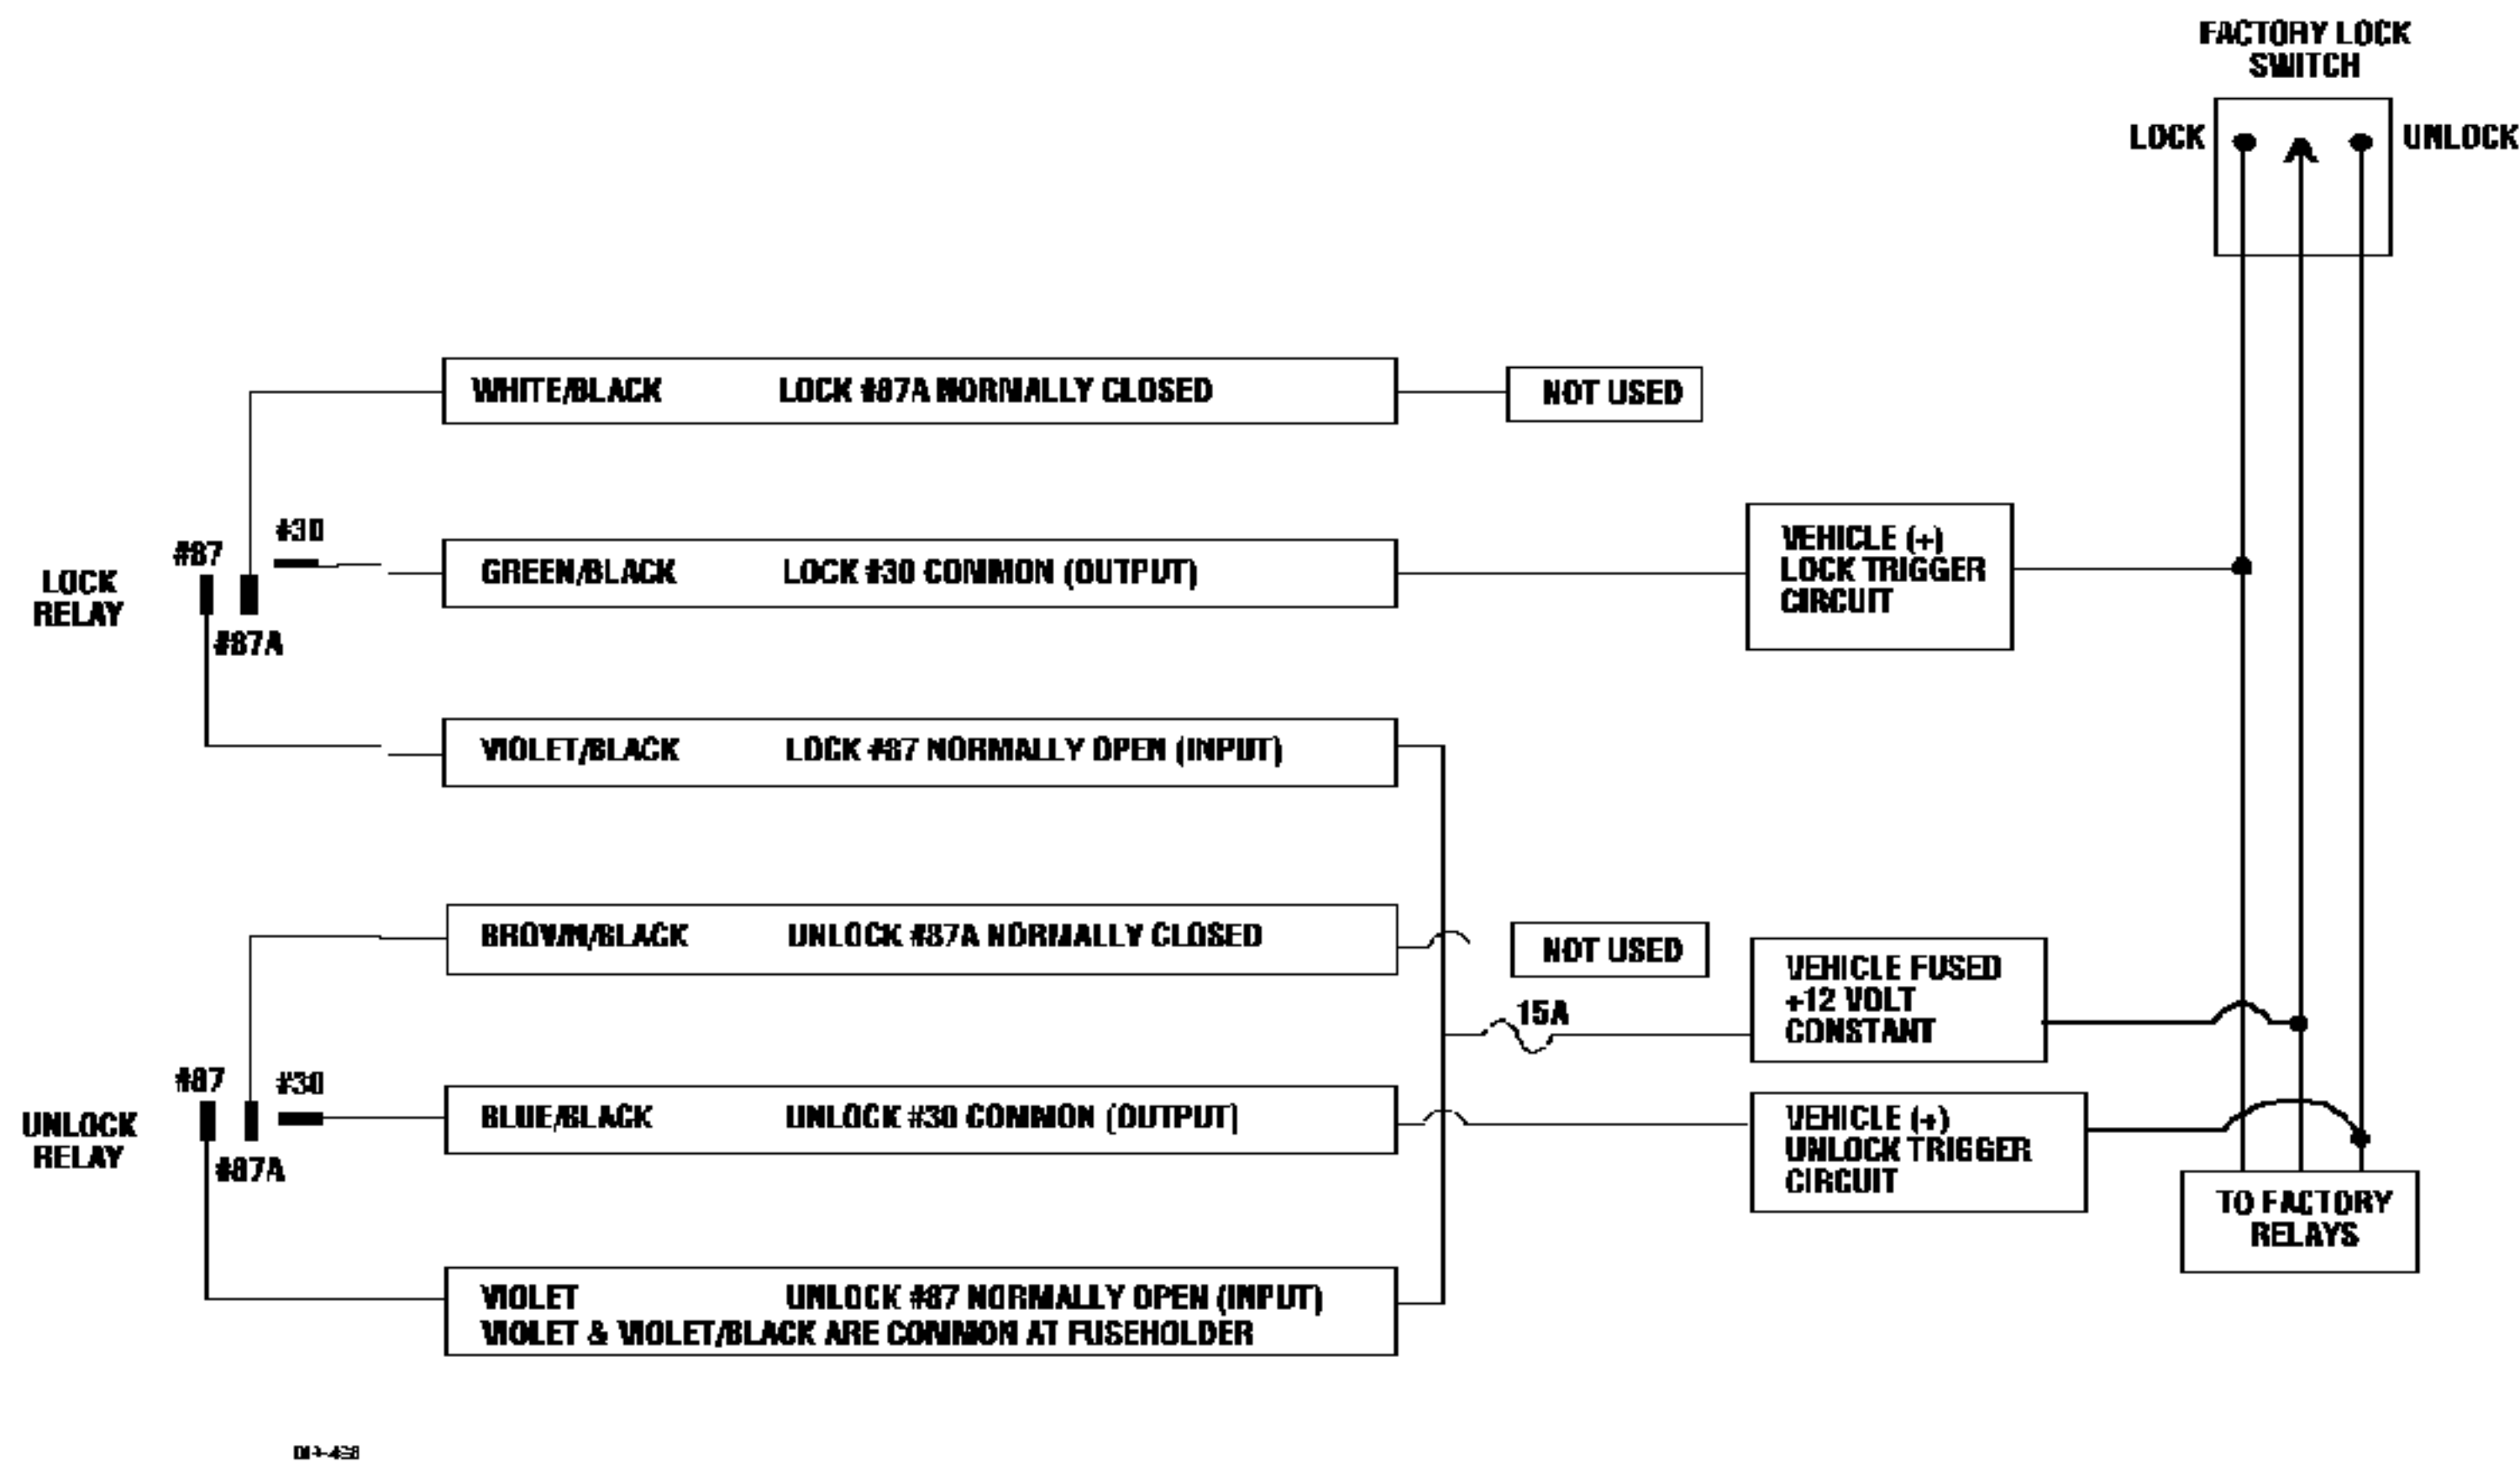 FACTORY LOCK
SWITCH
LOCK
UNLOCK
WHITE/BLACK LOCK #87A NORMALLY CLOSED
NOT USED
#30
#87
LOCK
RELAY
#87A
GREEN/BLACK LOCK #30 COMMON (OUTPUT)
VEHICLE (+)
LOCK TRIGGER
CIRCUIT
VIOLET/BLACK LOCK #87 NORMALLY OPEN (INPUT)
BROWN/BLACK UNLOCK #87A NORMALLY CLOSED
NOT USED
15A
VEHICLE FUSED
+12 VOLT
CONSTANT
#87
#30
UNLOCK
RELAY
#87A
BLUE/BLACK UNLOCK #30 COMMON (OUTPUT)
VEHICLE (+)
UNLOCK TRIGGER
CIRCUIT
TO FACTORY
RELAYS
VIOLET UNLOCK #87 NORMALLY OPEN (INPUT)
VIOLET & VIOLET/BLACK ARE COMMON AT FUSEHOLDER